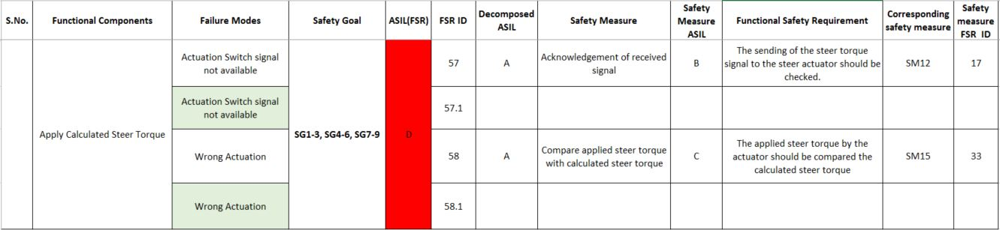 S.No.
Functional Components
Failure Modes
Safety Goal
ASIL(FSR)
FSR ID
Decomposed
ASIL
Safety Measure
Safety
Measure
ASIL
Functional Safety Requirement
Corresponding
safety measure
Safety
measure
FSR ID
Apply Calculated Steer Torque
Actuation Switch signal
not available
SG1-3, SG4-6, SG7-9
D
57
A
Acknowledgement of received
signal
B
The sending of the steer torque
signal to the steer actuator should be
checked.
SM12
17
Actuation Switch signal
not available
57.1
Wrong Actuation
58
A
Compare applied steer torque
with calculated steer torque
C
The applied steer torque by the
actuator should be compared the
calculated steer torque
SM15
33
Wrong Actuation
58.1